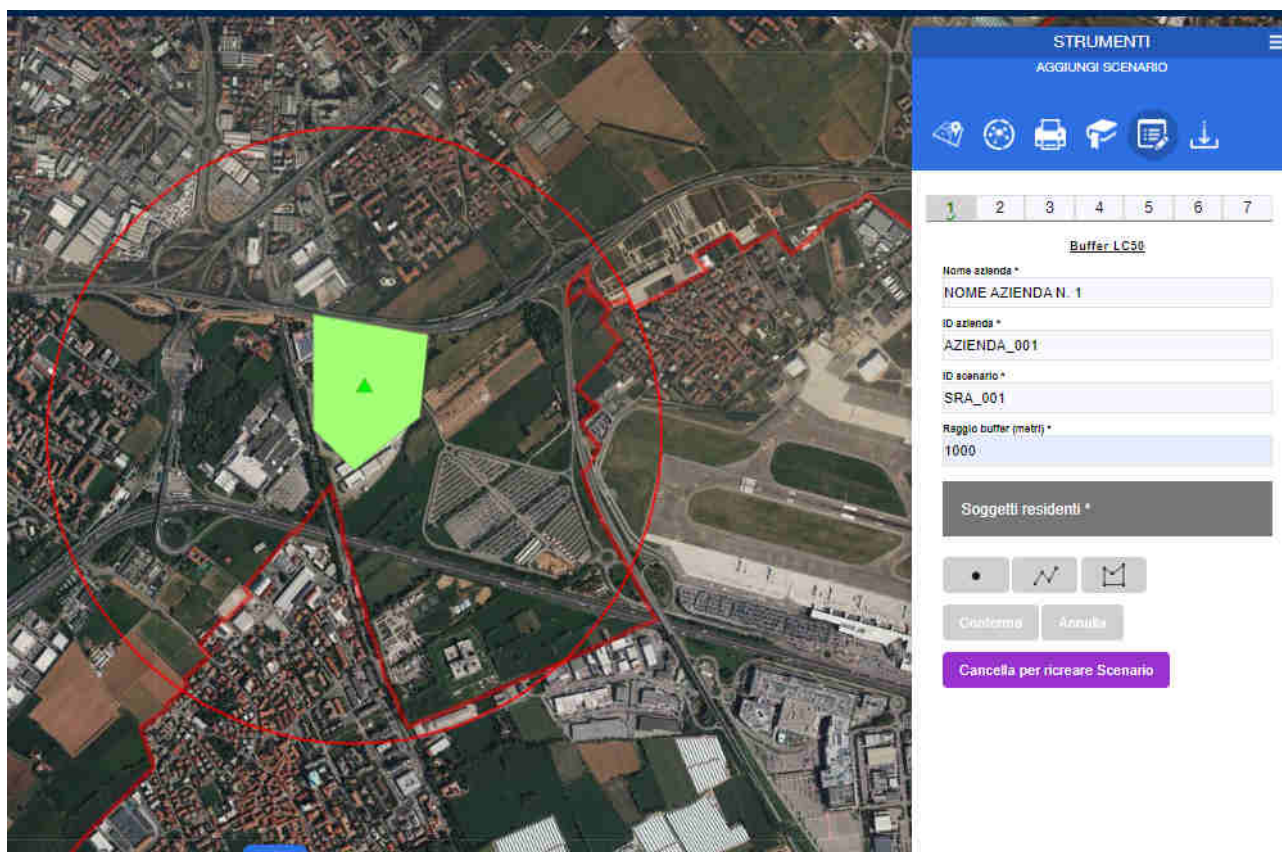 STRUMENTI
AGGIUNGI SCENARIO
1 2 3 4 5 6 7
Buffer LC50
Nome azienda *
NOME AZIENDA N. 1
ID azienda *
AZIENDA_001
ID scenario *
SRA_001
Raggio buffer (metri) *
1000
Soggetti residenti *
Conferma Annulla
Cancella per ricreare Scenario